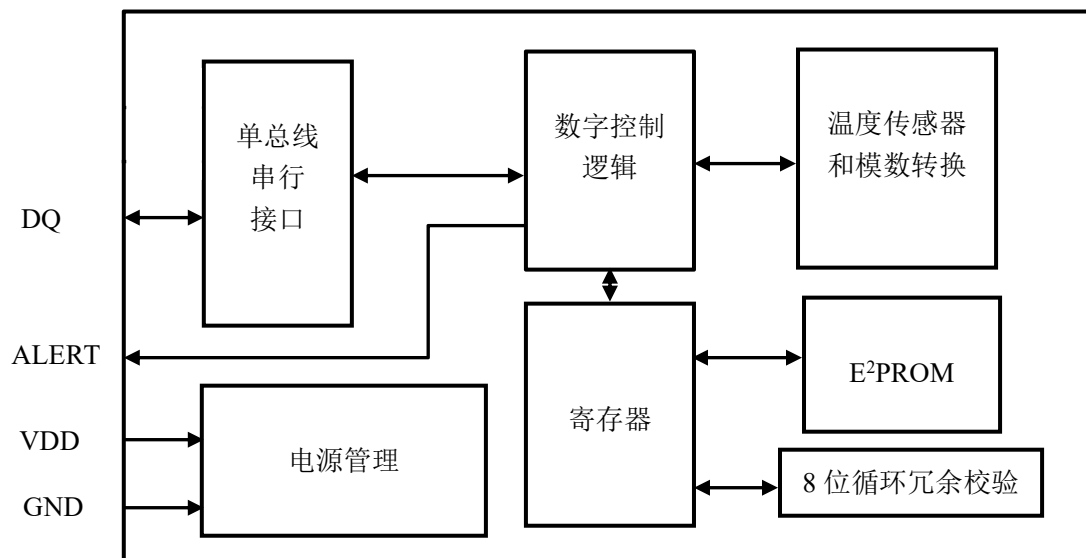 单总线
串行
接口
数字控制
逻辑
温度传感器
和模数转换
DQ
ALERT
VDD
GND
电源管理
寄存器
E²PROM
8 位循环冗余校验